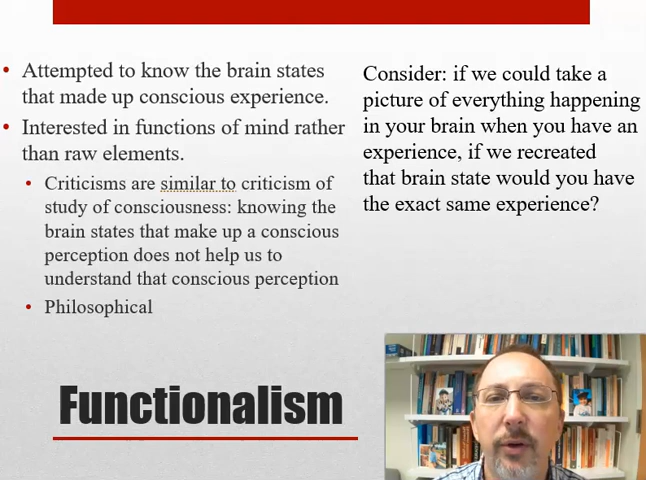 Attempted to know the brain states
that made up conscious experience.
Interested in functions of mind rather
than raw elements.
Criticisms are similar to criticism of
study of consciousness: knowing the
brain states that make up a conscious
perception does not help us to
understand that conscious perception
Philosophical
Consider: if we could take a
picture of everything happening
in your brain when you have an
experience, if we recreated
that brain state would you have
the exact same experience?
Functionalism